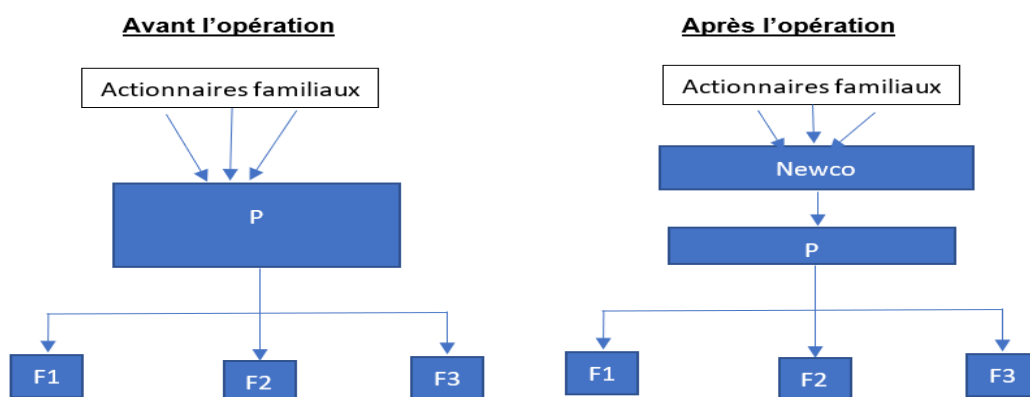 Avant l'opération
Actionnaires familiaux
P
F1
F2
F3
Après l'opération
Actionnaires familiaux
Newco
P
F1
F2
F3